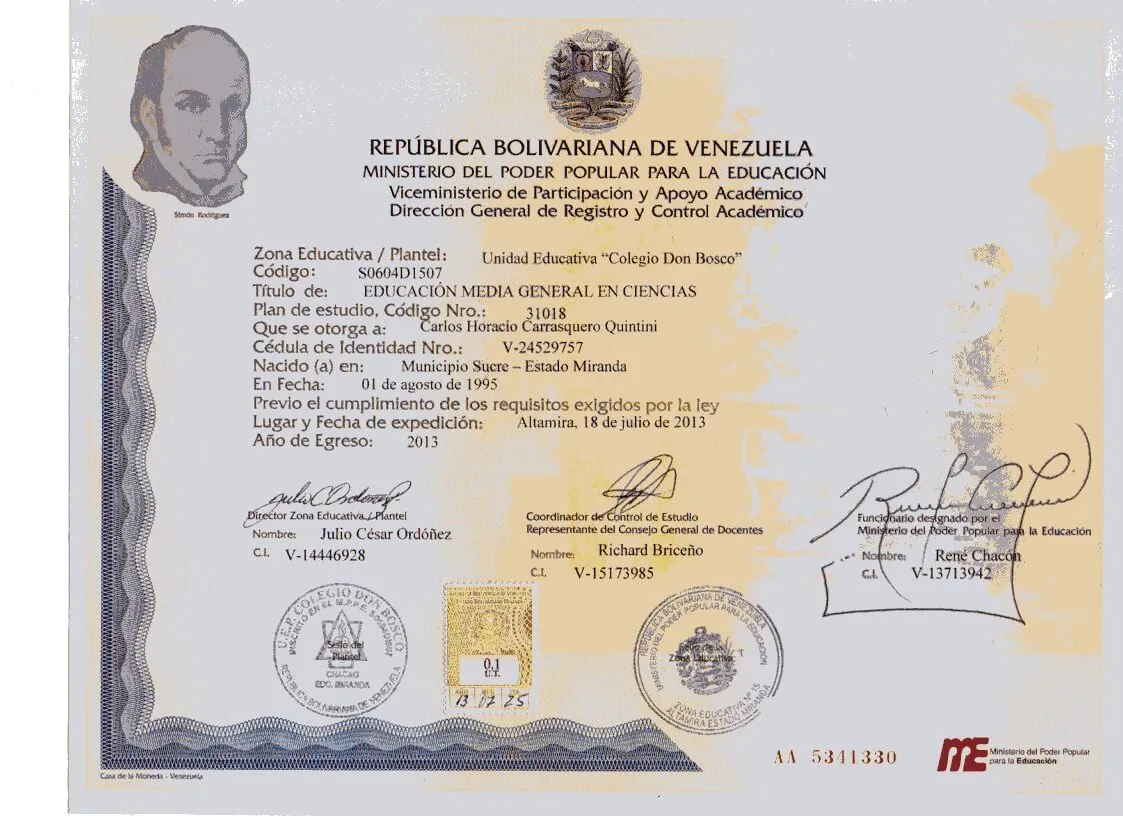 Simón Rodríguez
REPÚBLICA BOLIVARIANA DE VENEZUELA
MINISTERIO DEL PODER POPULAR PARA LA EDUCACIÓN
Viceministerio de Participación y Apoyo Académico
Dirección General de Registro y Control Académico
Zona Educativa / Plantel: Unidad Educativa “Colegio Don Bosco”
Código: S0604D1507
Título de: EDUCACIÓN MEDIA GENERAL EN CIENCIAS
Plan de estudio, Código Nro.: 31018
Que se otorga a: Carlos Horacio Carrasquero Quintini
Cédula de Identidad Nro.: V-24529757
Nacido (a) en: Municipio Sucre – Estado Miranda
En Fecha: 01 de agosto de 1995
Previo el cumplimiento de los requisitos exigidos por la ley
Lugar y Fecha de expedición: Altamira, 18 de julio de 2013
Año de Egreso: 2013
Director Zona Educativa / Plantel
Nombre: Julio César Ordóñez
C.I. V-14446928
Coordinador de Control de Estudio
Representante del Consejo General de Docentes
Nombre: Richard Briceño
C.I. V-15173985
Funcionario designado por el
Ministerio del Poder Popular para la Educación
Nombre: René Chacón
C.I. V-13713942
U.E.P. COLEGIO DON BOSCO
INSCRITO EN EL M.P.P.E.
Sello del
Plantel
CHACAO
EDO. MIRANDA
REPÚBLICA BOLIVARIANA DE VENEZUELA
0,1
U.T.
13 07 25
REPÚBLICA BOLIVARIANA DE VENEZUELA
MINISTERIO DEL PODER POPULAR PARA LA EDUCACIÓN
Sello de la
Zona Educativa
ZONA EDUCATIVA Nº 15
ALTAMIRA ESTADO MIRANDA
AA 5341330
ME Ministerio del Poder Popular
para la Educación
Casa de la Moneda - Venezuela